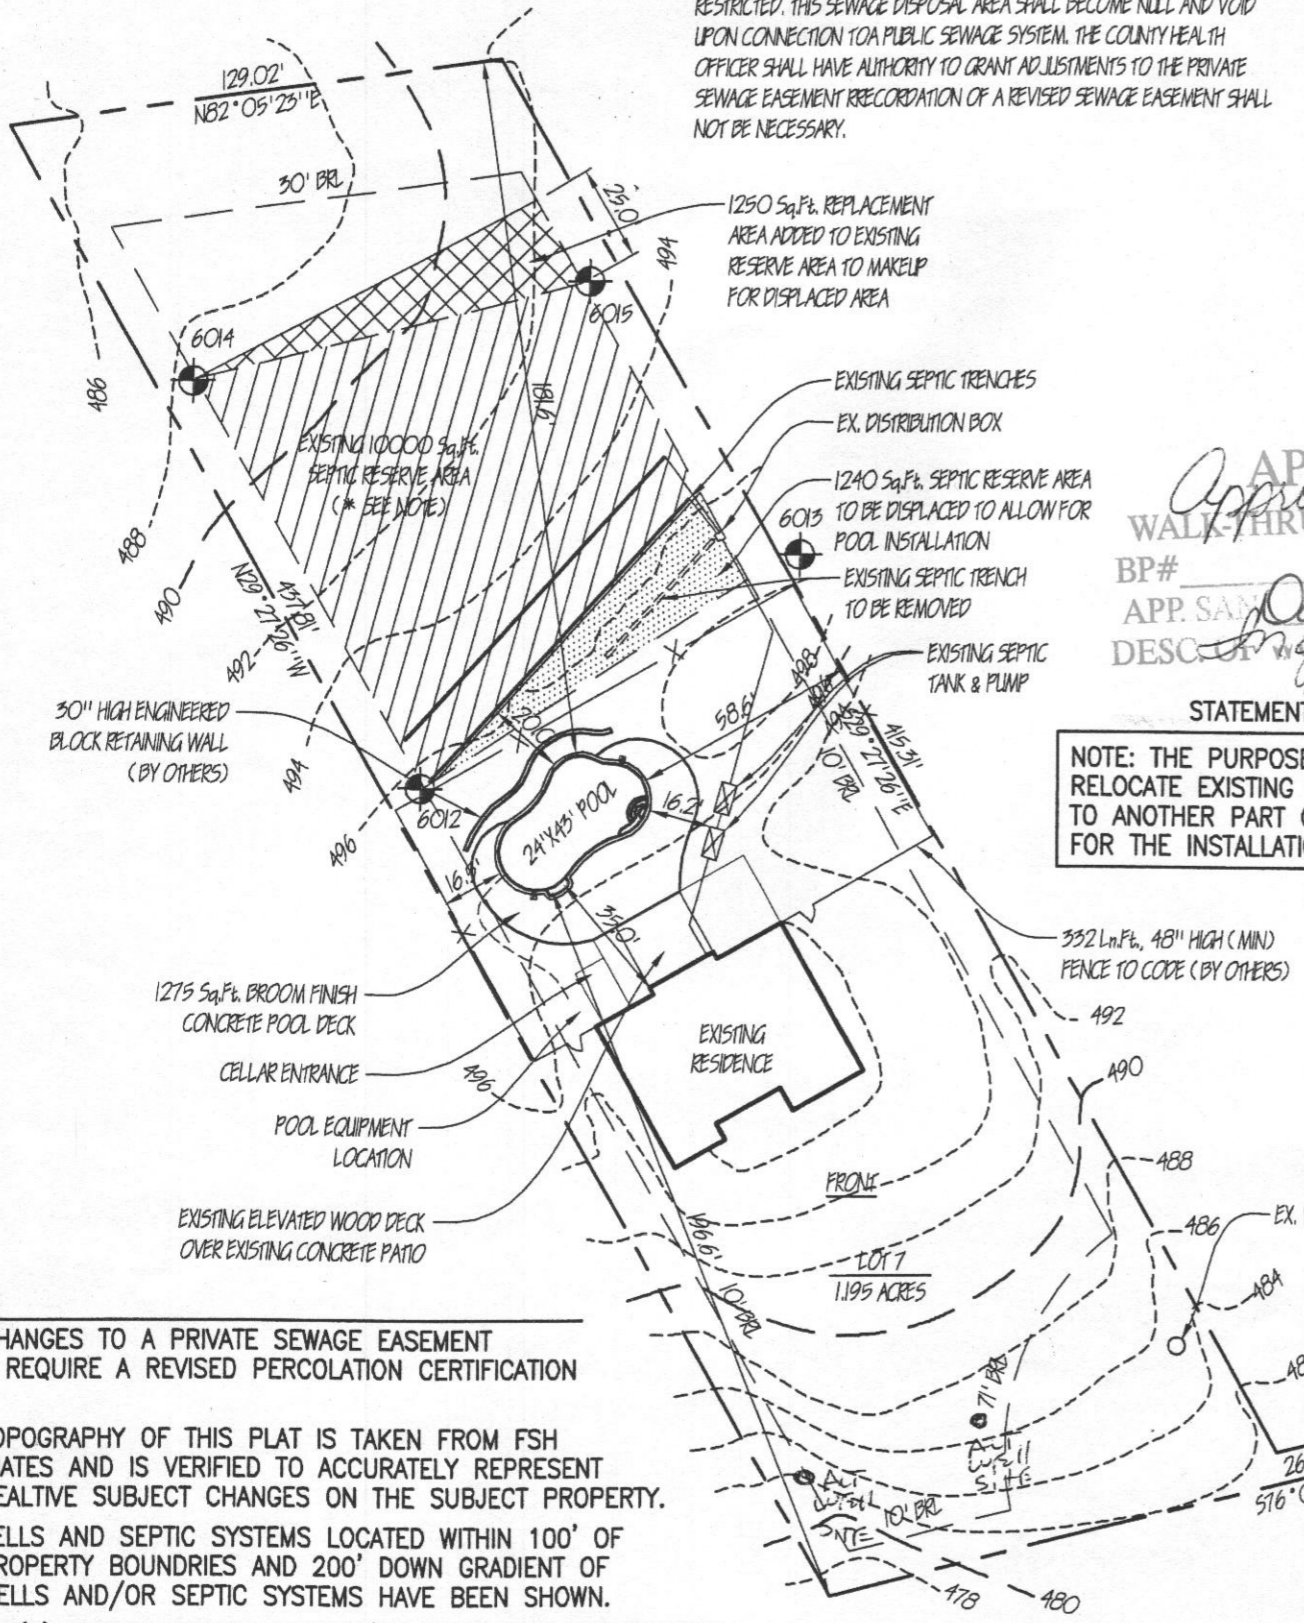 RESTRICTED. THIS SEWAGE DISPOSAL AREA SHALL BECOME NULL AND VOID
UPON CONNECTION TOA PUBLIC SEWAGE SYSTEM. THE COUNTY HEALTH
OFFICER SHALL HAVE AUTHORITY TO GRANT ADJUSTMENTS TO THE PRIVATE
SEWAGE EASEMENT RRECORDATION OF A REVISED SEWAGE EASEMENT SHALL
NOT BE NECESSARY.
129.02'
N82°05'23"E
30' BRL
25.0'
1250 Sq.Ft. REPLACEMENT
AREA ADDED TO EXISTING
RESERVE AREA TO MAKEUP
FOR DISPLACED AREA
494
6015
6014
486
181.6'
EXISTING SEPTIC TRENCHES
EX. DISTRIBUTION BOX
EXISTING 10000 Sq.Ft.
SEPTIC RESERVE AREA
(* SEE NOTE)
1240 Sq.Ft. SEPTIC RESERVE AREA
TO BE DISPLACED TO ALLOW FOR
POOL INSTALLATION
6013
EXISTING SEPTIC TRENCH
TO BE REMOVED
WALK-THRU
BP#
APP. SAN
DESC. OF
488
490
492
N29°27'26"W
437.81'
EXISTING SEPTIC
TANK & PUMP
498
494
S29°27'26"E
415.31'
10' BRL
58.6'
20.0'
30" HIGH ENGINEERED
BLOCK RETAINING WALL
(BY OTHERS)
494
496
6012
24'X43' POOL
16.2'
16.5'
35.0'
STATEMENT
NOTE: THE PURPOSE
RELOCATE EXISTING
TO ANOTHER PART
FOR THE INSTALLATI
332 Ln.Ft., 48" HIGH (MIN)
FENCE TO CODE (BY OTHERS)
1275 Sq.Ft. BROOM FINISH
CONCRETE POOL DECK
CELLAR ENTRANCE
496
POOL EQUIPMENT
LOCATION
EXISTING
RESIDENCE
492
490
488
486
484
EX.
FRONT
EXISTING ELEVATED WOOD DECK
OVER EXISTING CONCRETE PATIO
196.6'
10' BRL
LOT 7
1.195 ACRES
HANGES TO A PRIVATE SEWAGE EASEMENT
REQUIRE A REVISED PERCOLATION CERTIFICATION
OPOGRAPHY OF THIS PLAT IS TAKEN FROM FSH
ATES AND IS VERIFIED TO ACCURATELY REPRESENT
EALTIVE SUBJECT CHANGES ON THE SUBJECT PROPERTY.
ELLS AND SEPTIC SYSTEMS LOCATED WITHIN 100' OF
ROPERTY BOUNDRIES AND 200' DOWN GRADIENT OF
ELLS AND/OR SEPTIC SYSTEMS HAVE BEEN SHOWN.
71' BRL
ALT
WELL
SITE
ALT
WELL
SITE
10' BRL
48
26
S76°
478
480